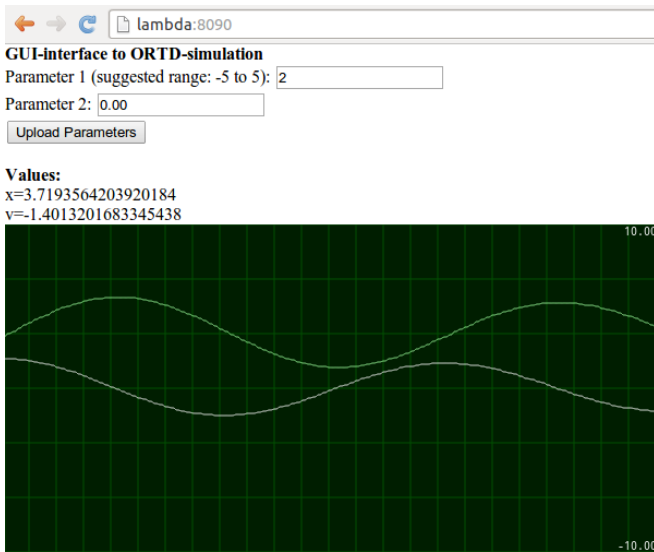 lambda:8090
GUI-interface to ORTD-simulation
Parameter 1 (suggested range: -5 to 5): 2
Parameter 2: 0.00
Upload Parameters
Values:
x=3.7193564203920184
v=-1.4013201683345438
10.00
-10.00